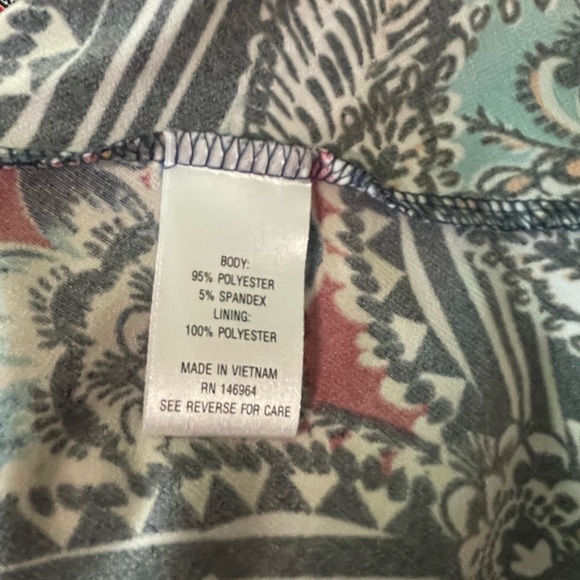 BODY:
95% POLYESTER
5% SPANDEX
LINING:
100% POLYESTER
MADE IN VIETNAM
RN 146964
SEE REVERSE FOR CARE